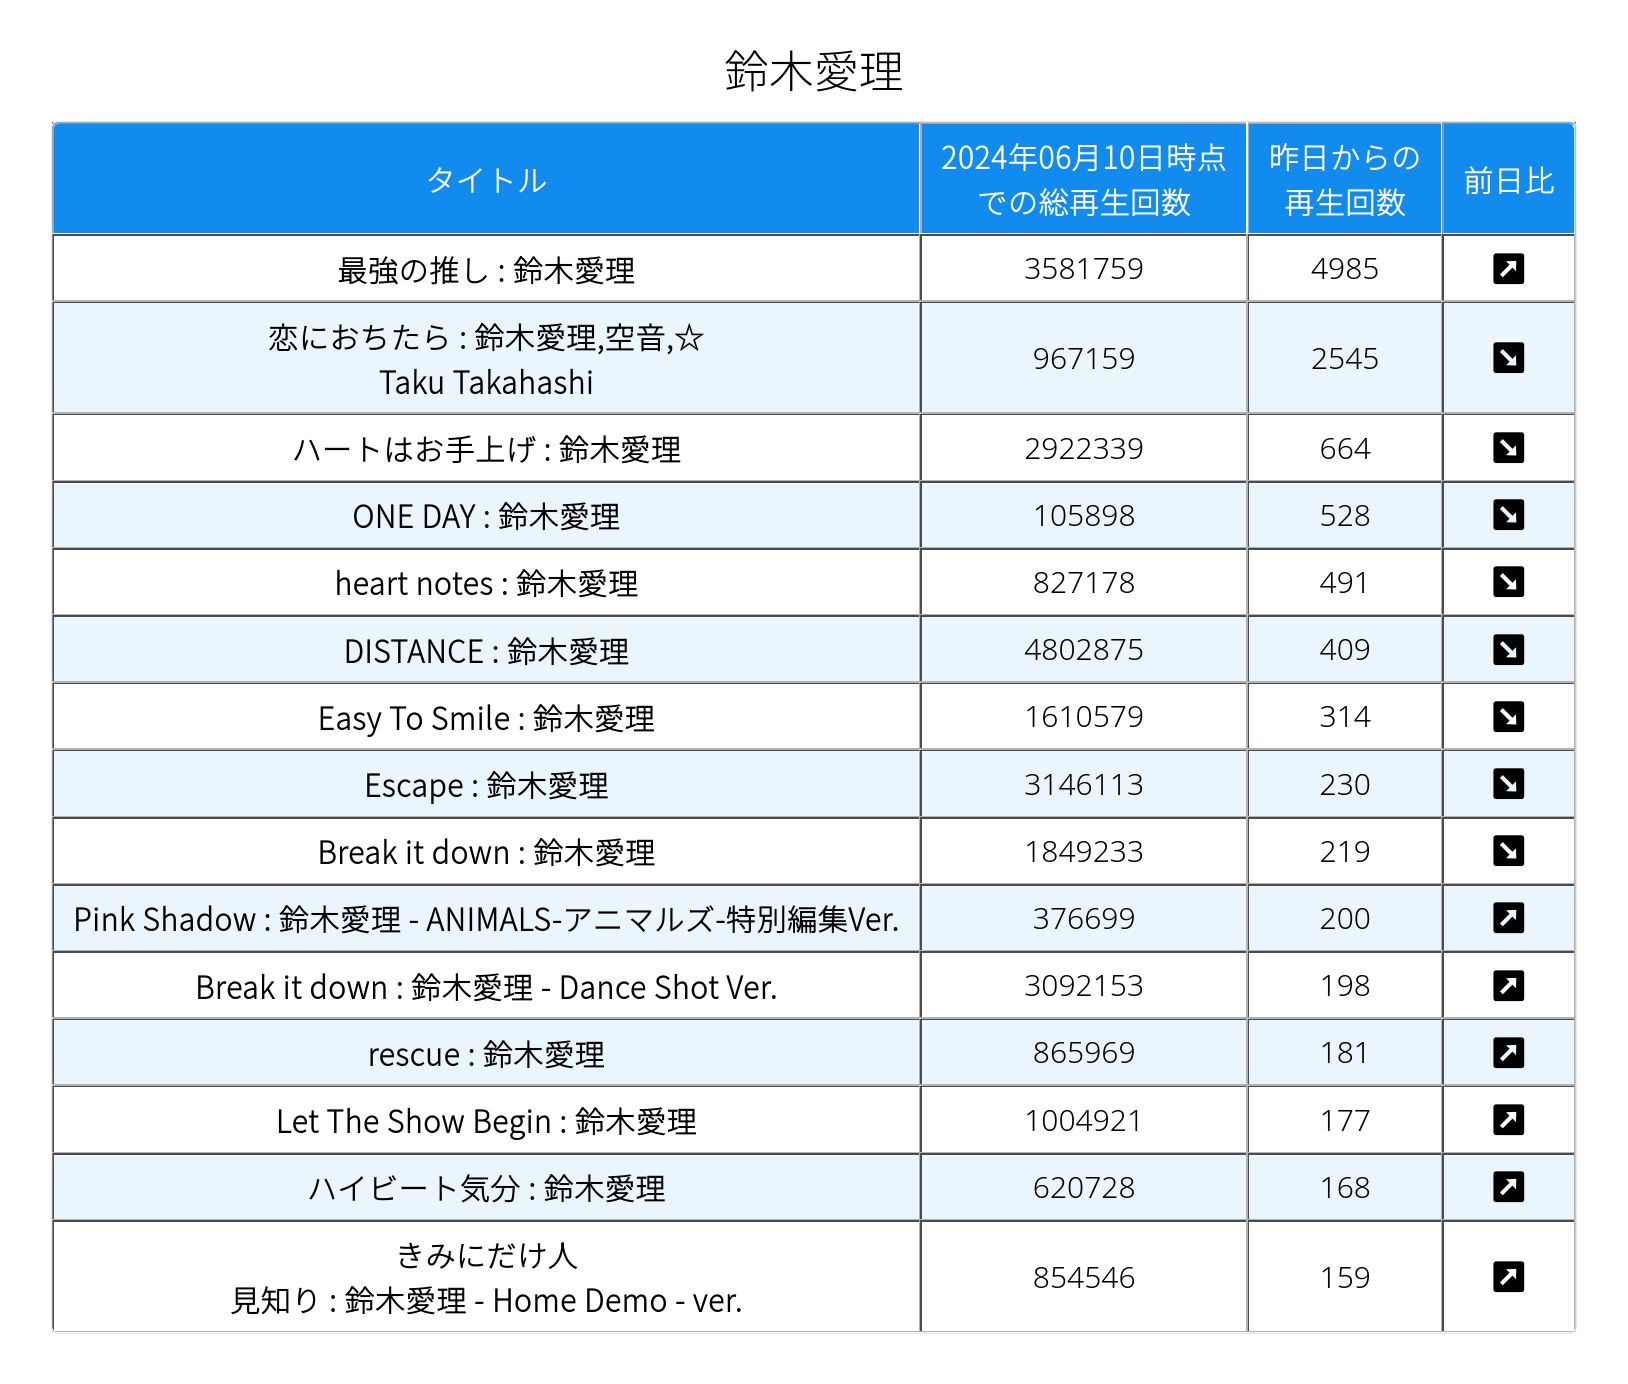 鈴木愛理
タイトル
2024年06月10日時点
での総再生回数
昨日からの
再生回数
前日比
最強の推し : 鈴木愛理 3581759 4985
恋におちたら : 鈴木愛理,空音,☆
Taku Takahashi
967159 2545
ハートはお手上げ : 鈴木愛理 2922339 664
ONE DAY : 鈴木愛理 105898 528
heart notes : 鈴木愛理 827178 491
DISTANCE : 鈴木愛理 4802875 409
Easy To Smile : 鈴木愛理 1610579 314
Escape : 鈴木愛理 3146113 230
Break it down : 鈴木愛理 1849233 219
Pink Shadow : 鈴木愛理 - ANIMALS-アニマルズ-特別編集Ver. 376699 200
Break it down : 鈴木愛理 - Dance Shot Ver. 3092153 198
rescue : 鈴木愛理 865969 181
Let The Show Begin : 鈴木愛理 1004921 177
ハイビート気分 : 鈴木愛理 620728 168
きみにだけ人
見知り : 鈴木愛理 - Home Demo - ver.
854546 159